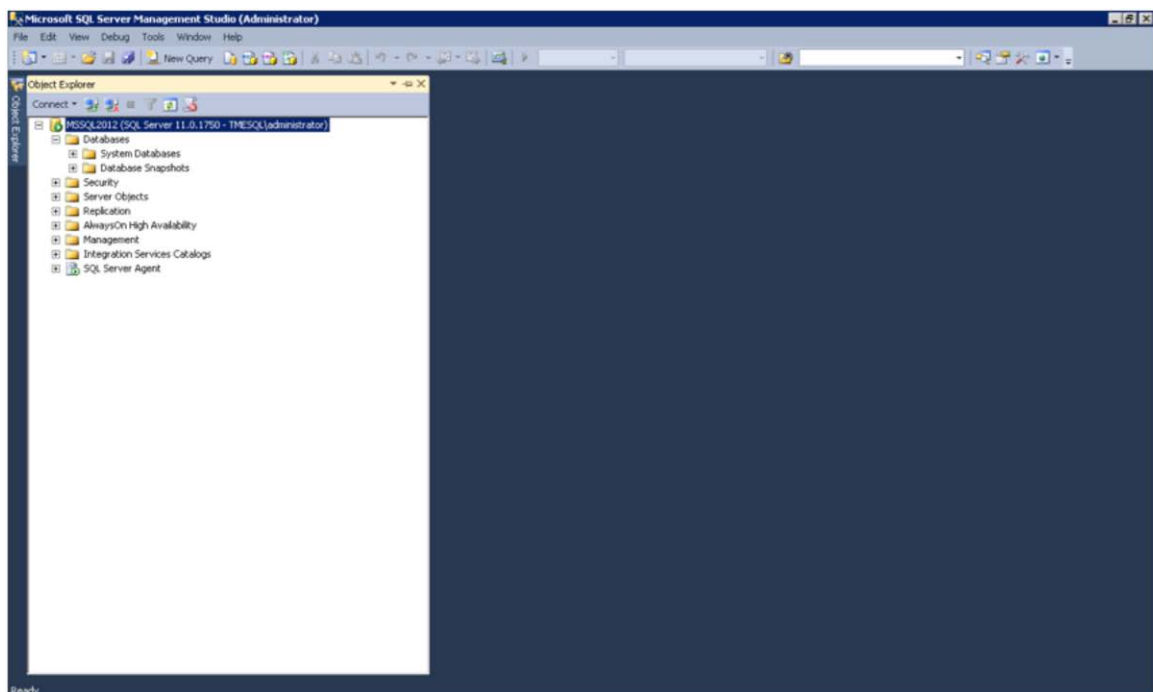 Microsoft SQL Server Management Studio (Administrator)
File Edit View Debug Tools Window Help
New Query
Object Explorer
Object Explorer
Connect
MSSQL2012 (SQL Server 11.0.1750 - TMESQL\administrator)
Databases
System Databases
Database Snapshots
Security
Server Objects
Replication
AlwaysOn High Availability
Management
Integration Services Catalogs
SQL Server Agent
Ready